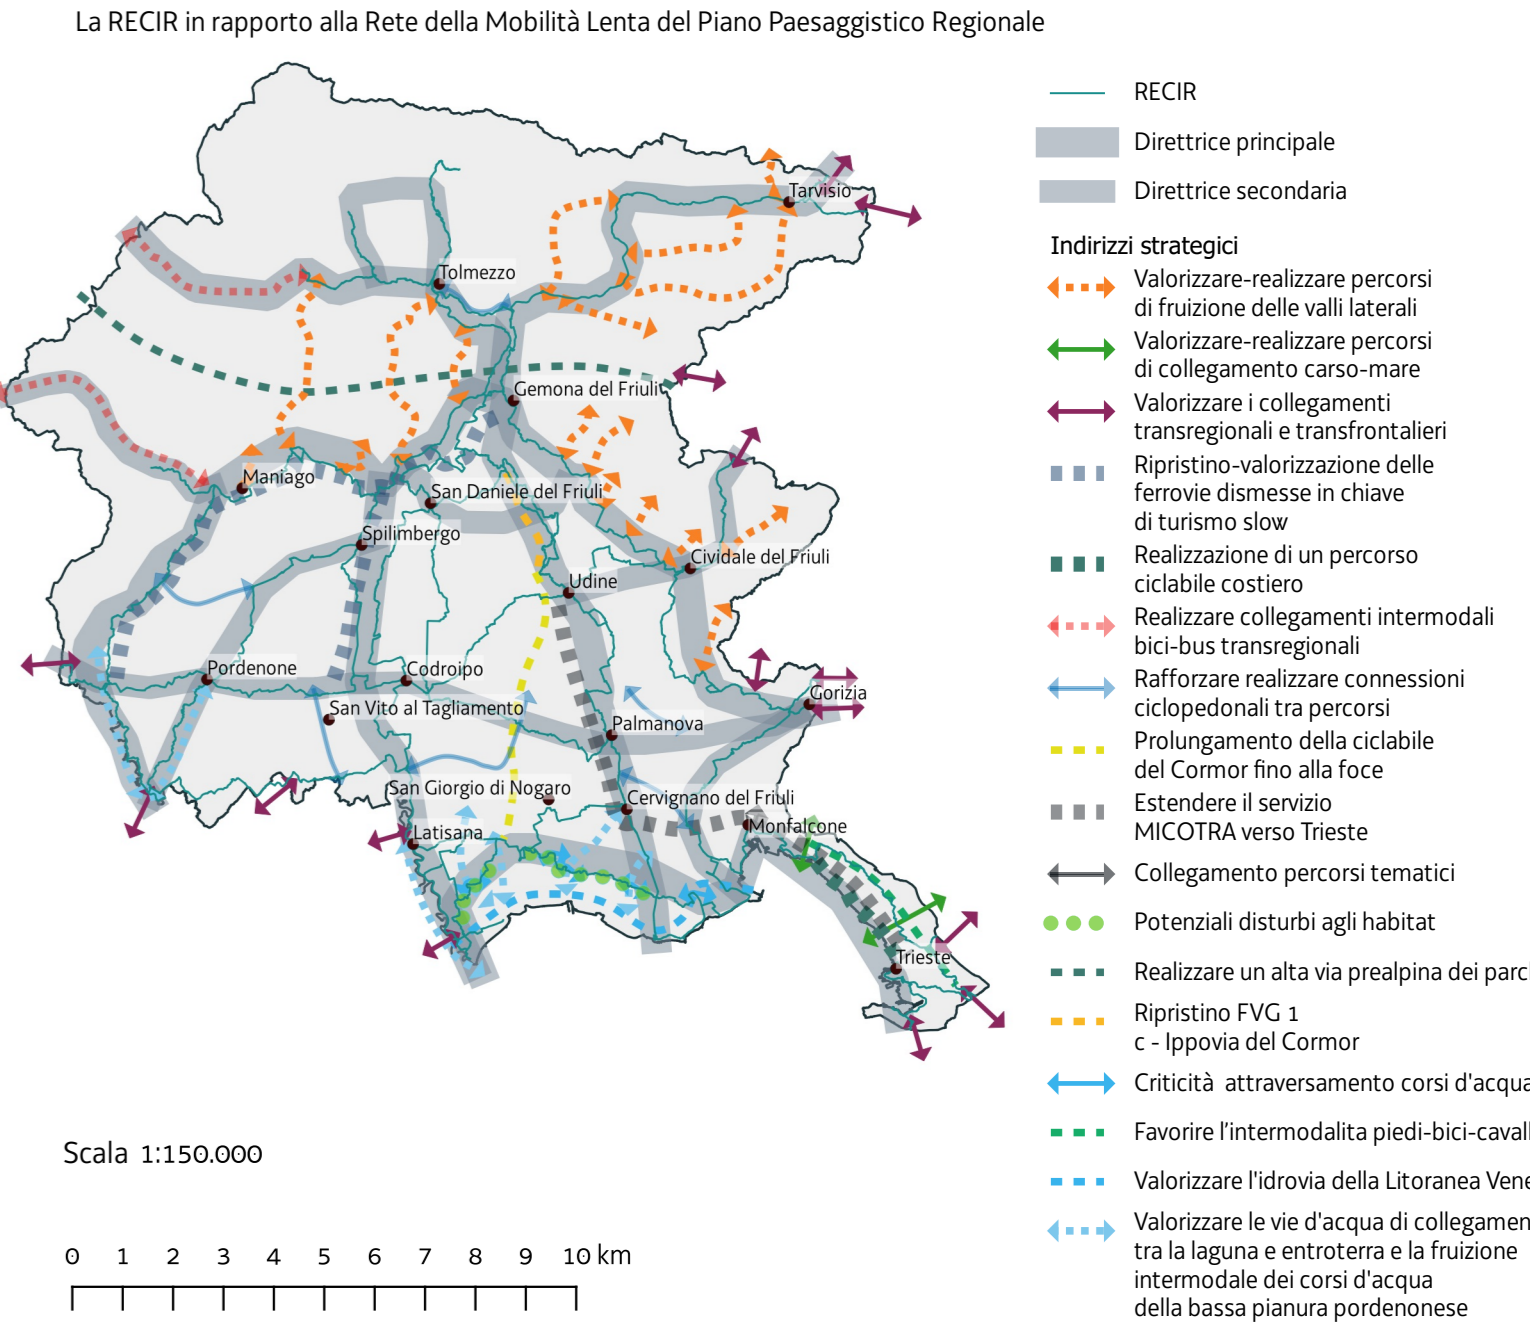 La RECIR in rapporto alla Rete della Mobilità Lenta del Piano Paesaggistico Regionale
RECIR
Direttrice principale
Direttrice secondaria
Indirizzi strategici
Valorizzare-realizzare percorsi
di fruizione delle valli laterali
Valorizzare-realizzare percorsi
di collegamento carso-mare
Valorizzare i collegamenti
transregionali e transfrontalieri
Ripristino-valorizzazione delle
ferrovie dismesse in chiave
di turismo slow
Realizzazione di un percorso
ciclabile costiero
Realizzare collegamenti intermodali
bici-bus transregionali
Rafforzare realizzare connessioni
ciclopedonali tra percorsi
Prolungamento della ciclabile
del Cormor fino alla foce
Estendere il servizio
MICOTRA verso Trieste
Collegamento percorsi tematici
Potenziali disturbi agli habitat
Realizzare un alta via prealpina dei parc
Ripristino FVG 1
c - Ippovia del Cormor
Criticità attraversamento corsi d'acqua
Favorire l'intermodalita piedi-bici-caval
Valorizzare l'idrovia della Litoranea Vene
Valorizzare le vie d'acqua di collegamen
tra la laguna e entroterra e la fruizione
intermodale dei corsi d'acqua
della bassa pianura pordenonese
Tarvisio
Tolmezzo
Gemona del Friuli
Maniago
San Daniele del Friuli
Spilimbergo
Cividale del Friuli
Udine
Pordenone
Codroipo
Gorizia
San Vito al Tagliamento
Palmanova
San Giorgio di Nogaro
Cervignano del Friuli
Latisana
Monfalcone
Trieste
Scala 1:150.000
0 1 2 3 4 5 6 7 8 9 10 km